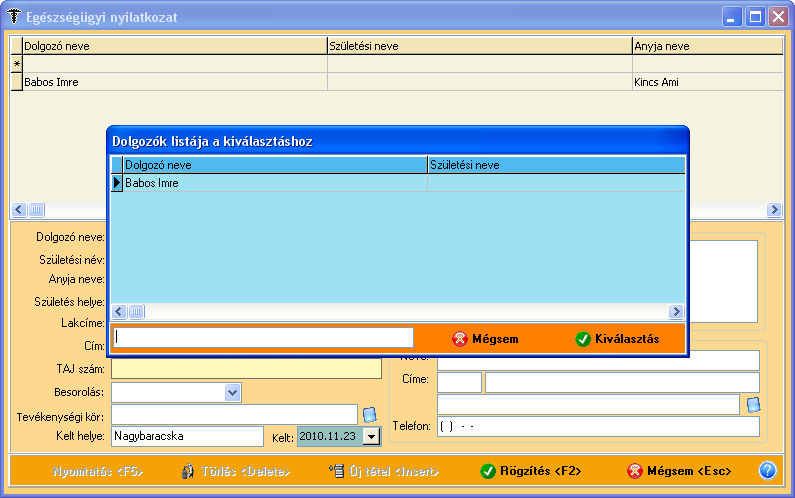 Egészségügyi nyilatkozat
Dolgozó neve Születési neve Anyja neve
*
Babos Imre Kincs Ami
Dolgozók listája a kiválasztáshoz
Dolgozó neve Születési neve
Babos Imre
Mégsem Kiválasztás
Dolgozó neve:
Születési név:
Anyja neve:
Születés helye:
Lakcíme:
Cím:
TAJ szám:
Besorolás:
Tevékenységi kör:
Kelt helye: Nagybaracska Kelt: 2010.11.23
Címe:
Telefon: ( ) - -
Nyomtatás <F5> Törlés <Delete> Új tétel <Insert> Rögzítés <F2> Mégsem <Esc> ?